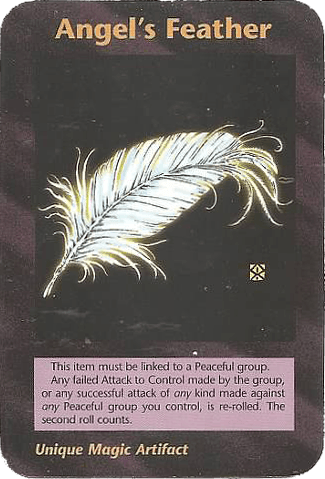 Angel's Feather
This item must be linked to a Peaceful group.
Any failed Attack to Control made by the group,
or any successful attack of any kind made against
any Peaceful group you control, is re-rolled. The
second roll counts.
Unique Magic Artifact